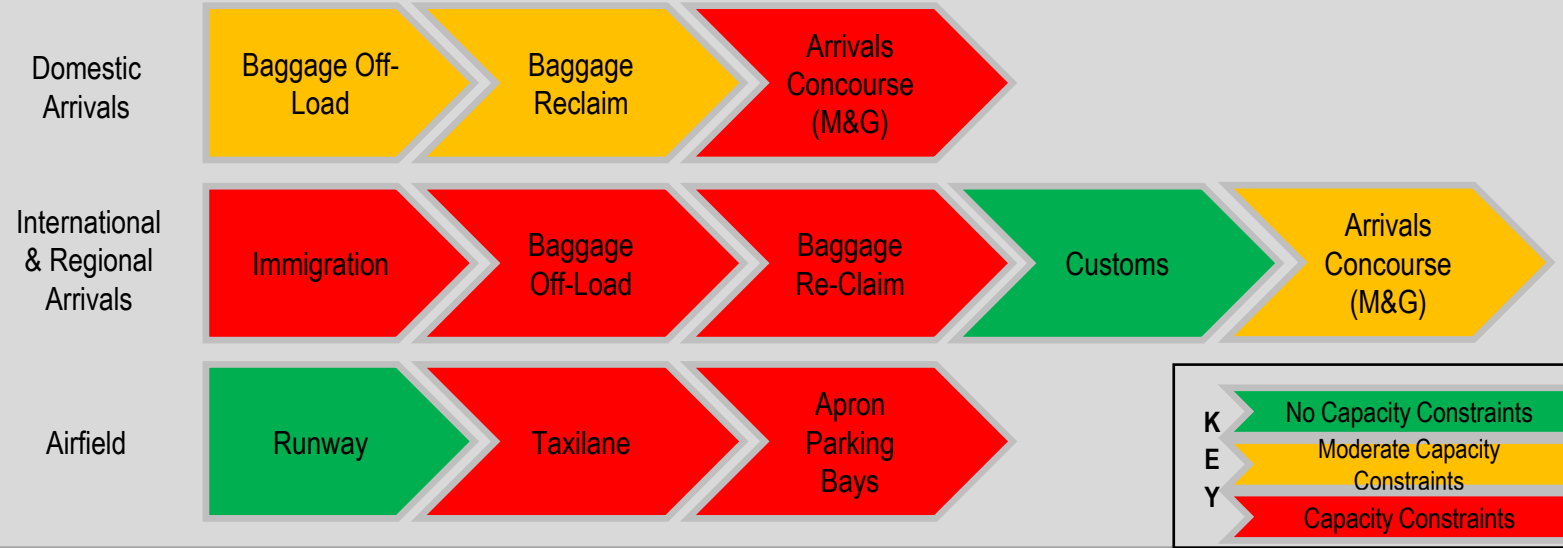 Domestic
Arrivals
Baggage Off-
Load
Baggage
Reclaim
Arrivals
Concourse
(M&G)
International
& Regional
Arrivals
Immigration
Baggage
Off-Load
Baggage
Re-Claim
Customs
Arrivals
Concourse
(M&G)
Airfield
Runway
Taxilane
Apron
Parking
Bays
K
E
Y
No Capacity Constraints
Moderate Capacity
Constraints
Capacity Constraints